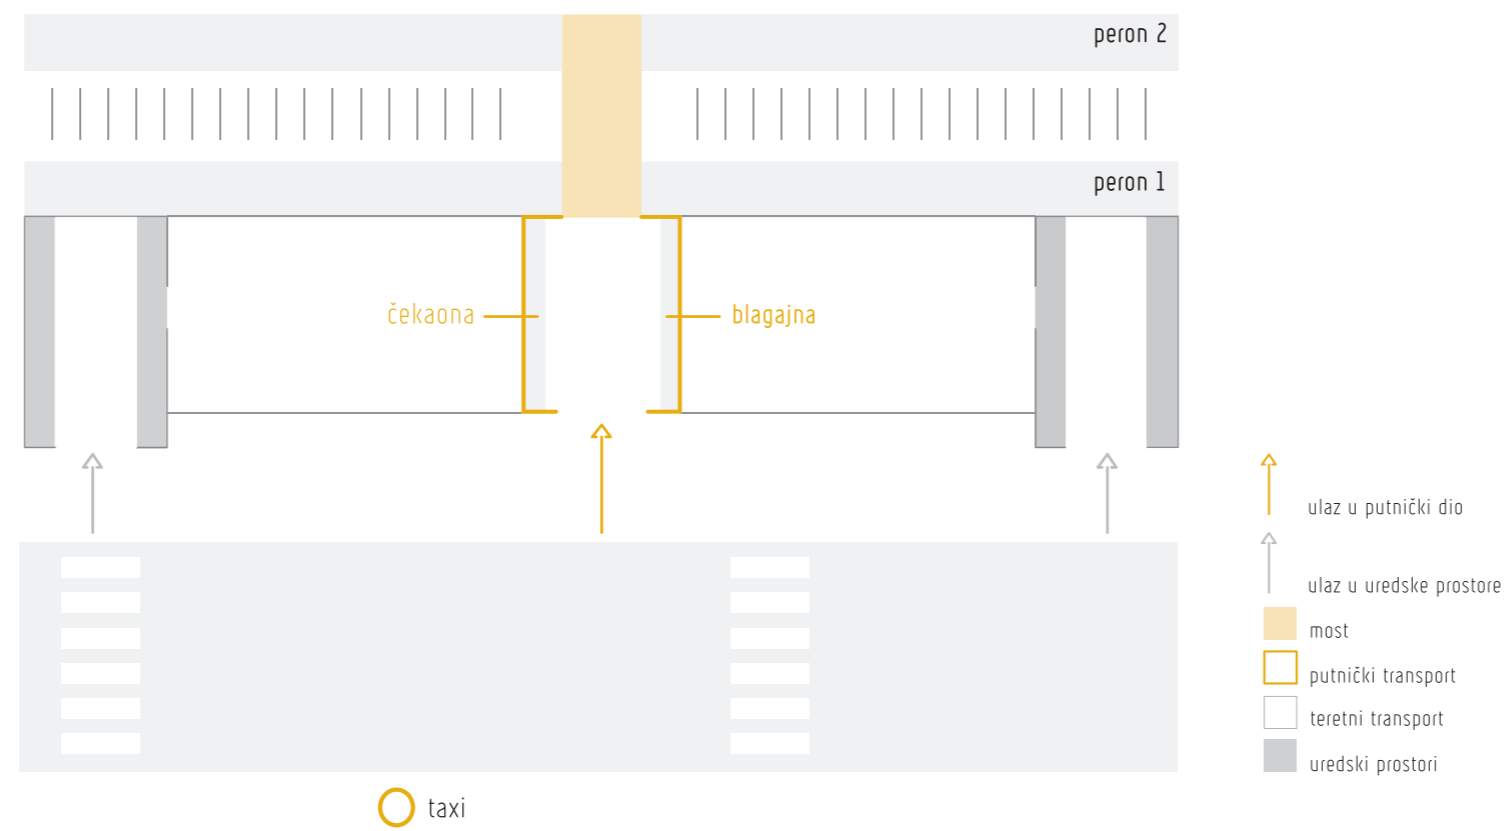 peron 2
peron 1
čekaona
blagajna
ulaz u putnički dio
ulaz u uredske prostore
most
putnički transport
teretni transport
uredski prostori
taxi